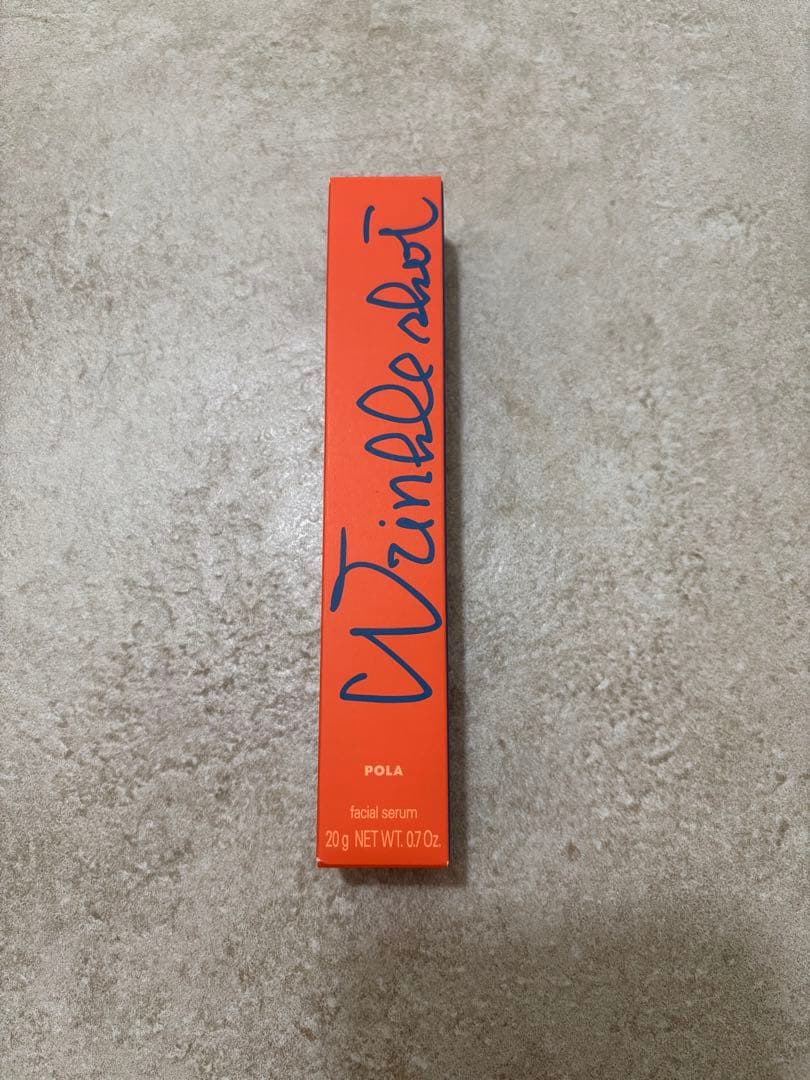 Wrinkle shot
POLA
facial serum
20 g NET WT. 0.7 Oz.